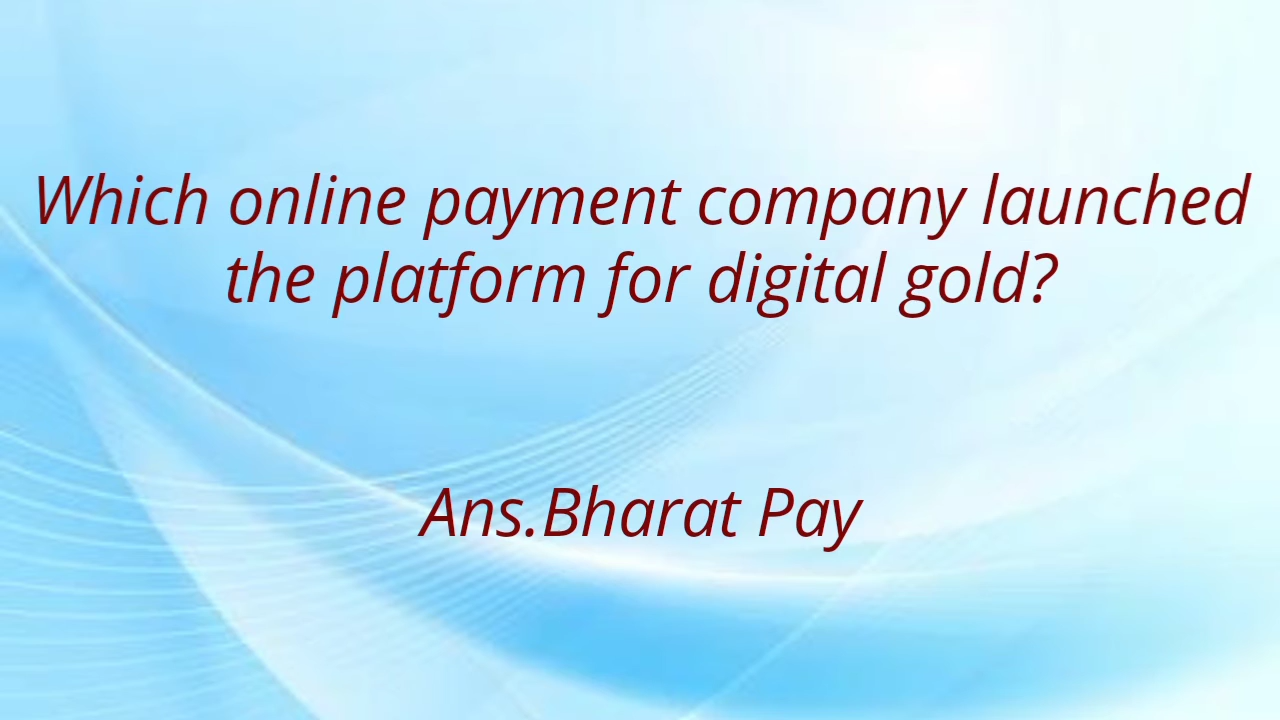 Which online payment company launched
the platform for digital gold?
Ans.Bharat Pay